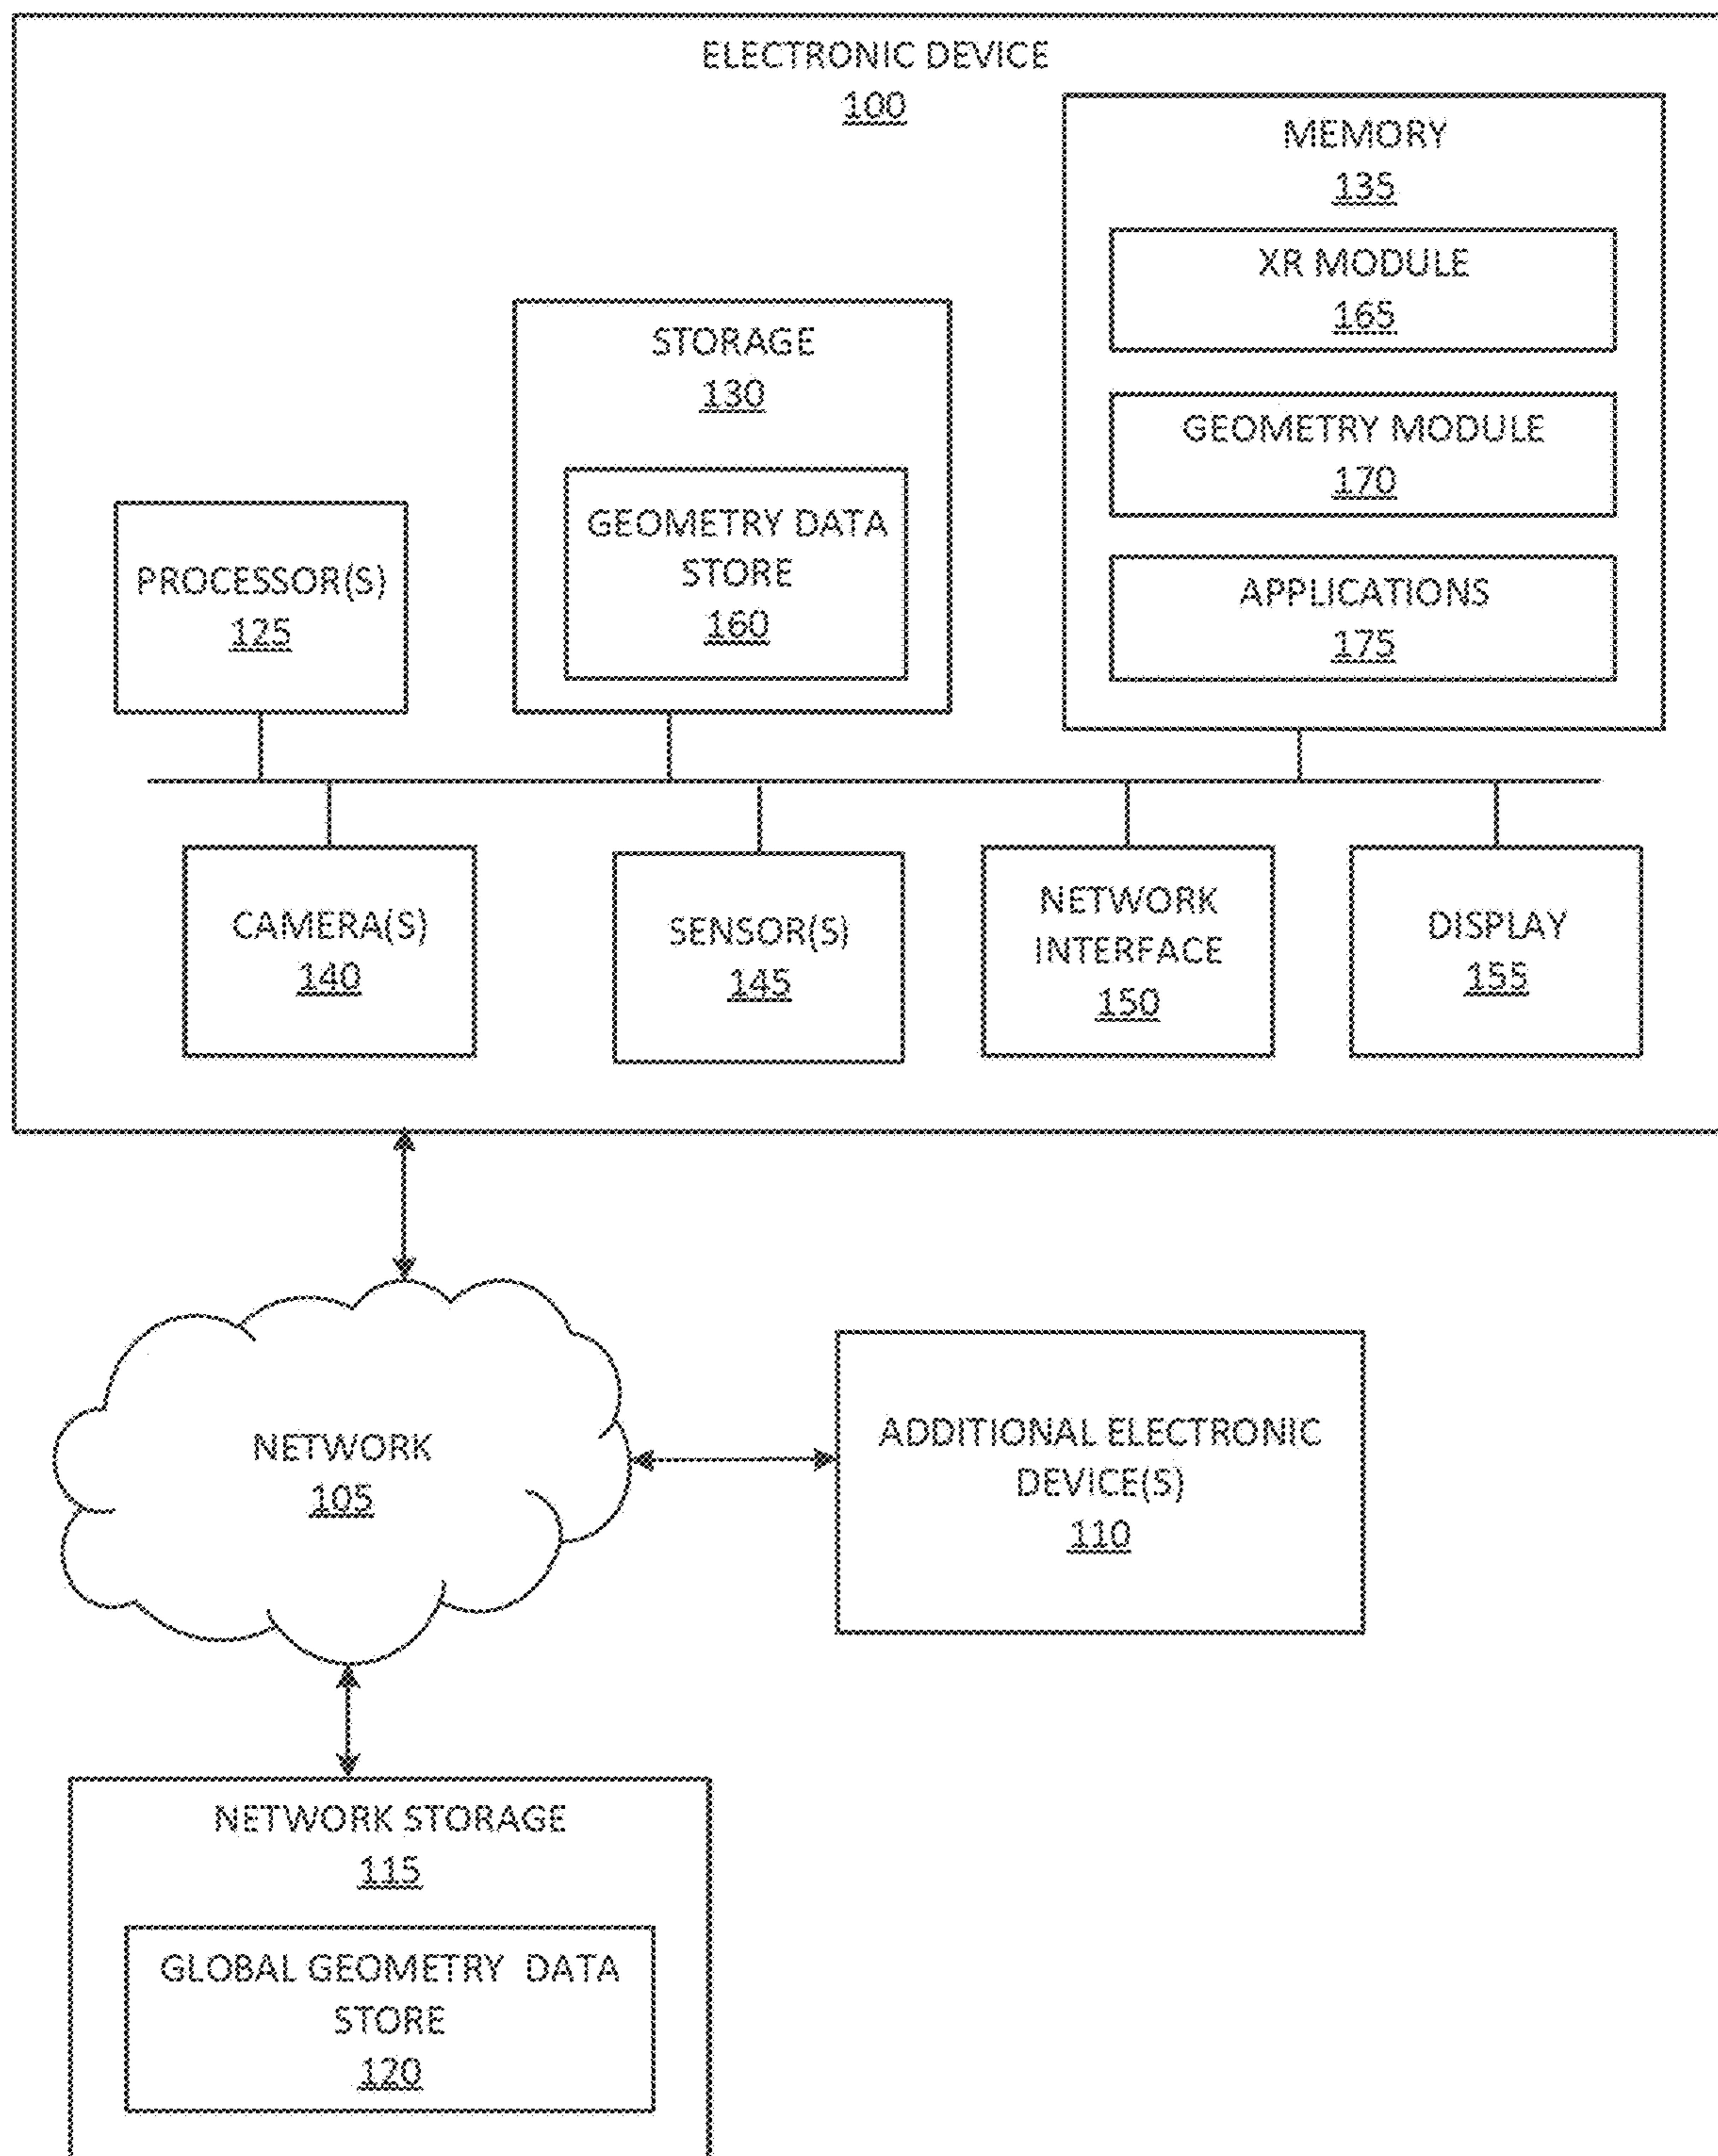 ELECTRONIC DEVICE
100
MEMORY
135
XR MODULE
165
GEOMETRY MODULE
170
APPLICATIONS
175
STORAGE
130
GEOMETRY DATA
STORE
160
PROCESSOR(S)
125
CAMERA(S)
140
SENSOR(S)
145
NETWORK
INTERFACE
150
DISPLAY
155
NETWORK
105
ADDITIONAL ELECTRONIC
DEVICE(S)
110
NETWORK STORAGE
115
GLOBAL GEOMETRY DATA
STORE
120